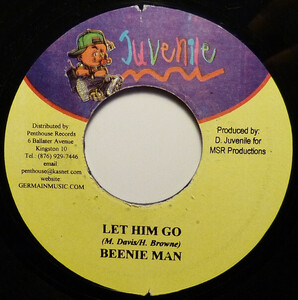 Juvenile
Distributed by
Penthouse Records
6 Ballater Avenue
Kingston 10
Tel. (876) 929-7446
email
penthouse@kasnet.com
website:
GERMAINMUSIC.COM
Produced by:
D. Juvenile for
MSR Productions
LET HIM GO
(M. Davis/H. Browne)
BEENIE MAN